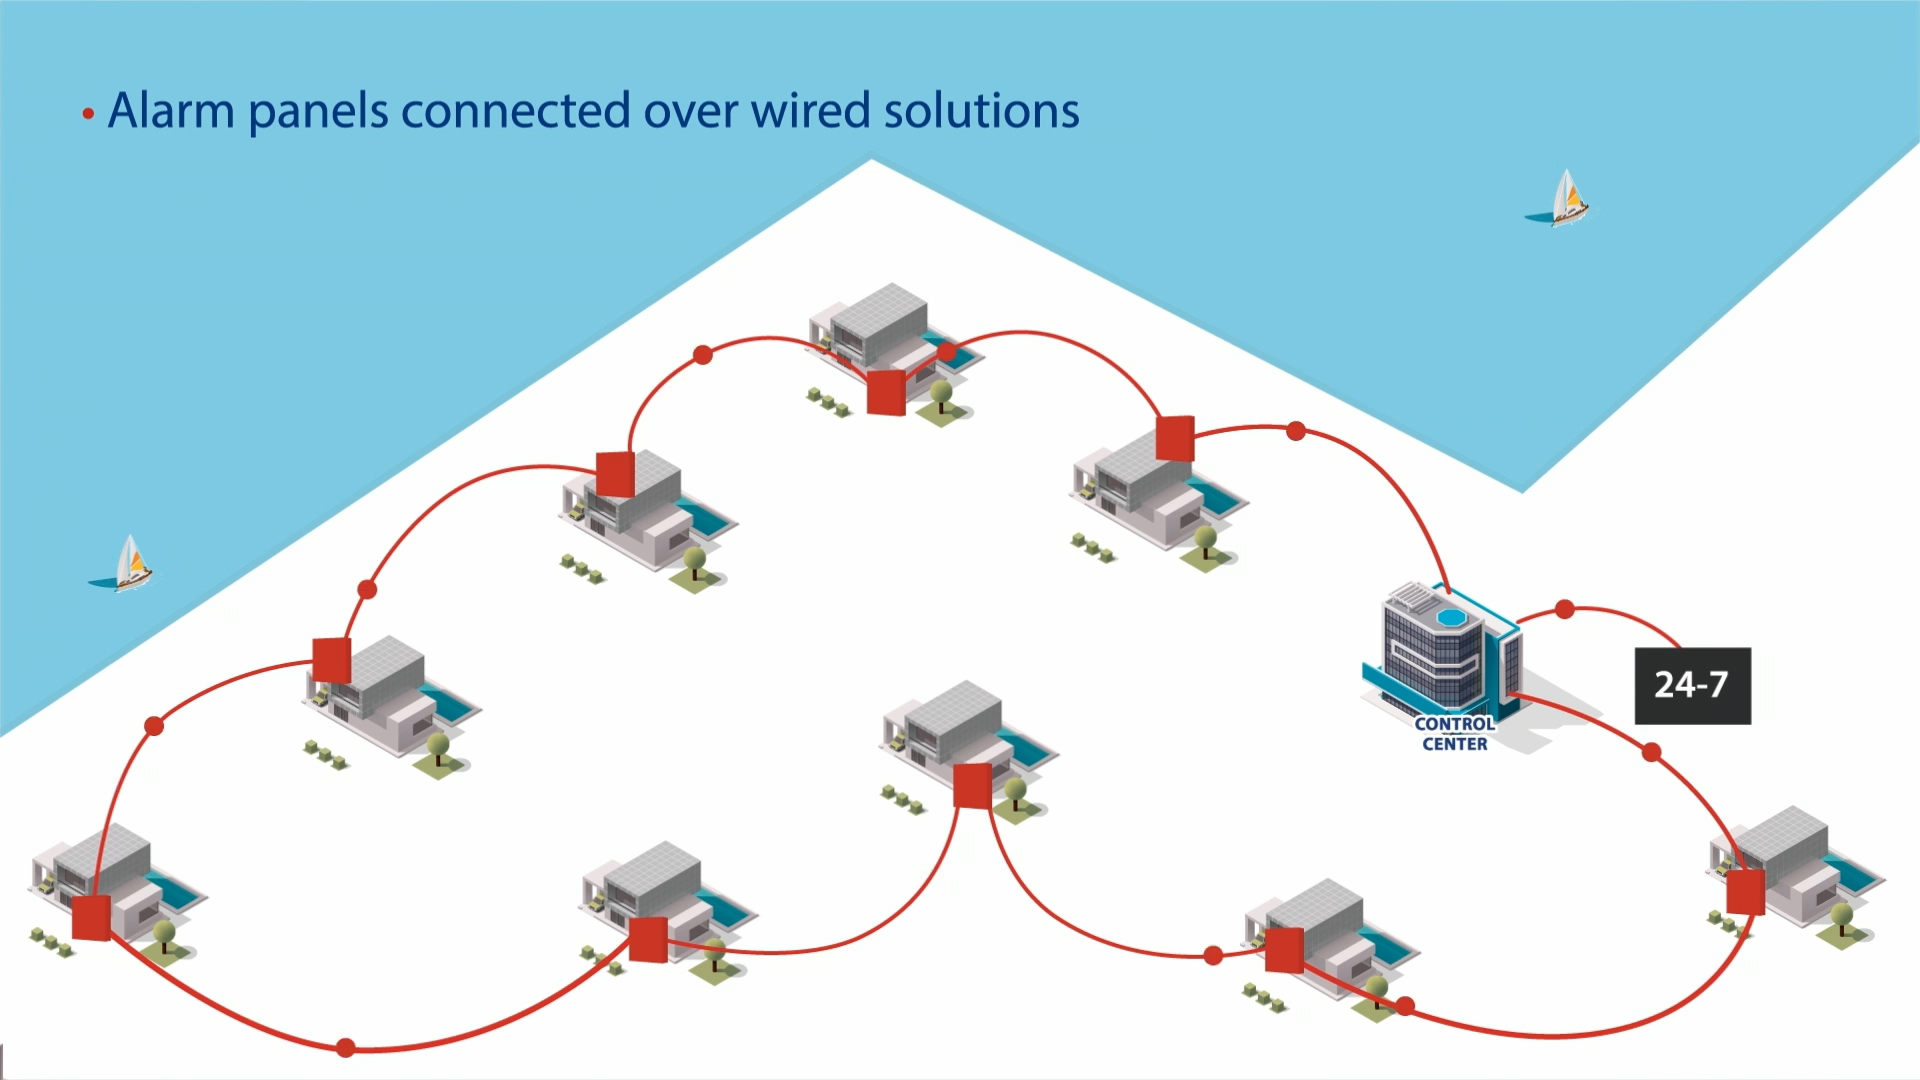 • Alarm panels connected over wired solutions
24-7
CONTROL
CENTER